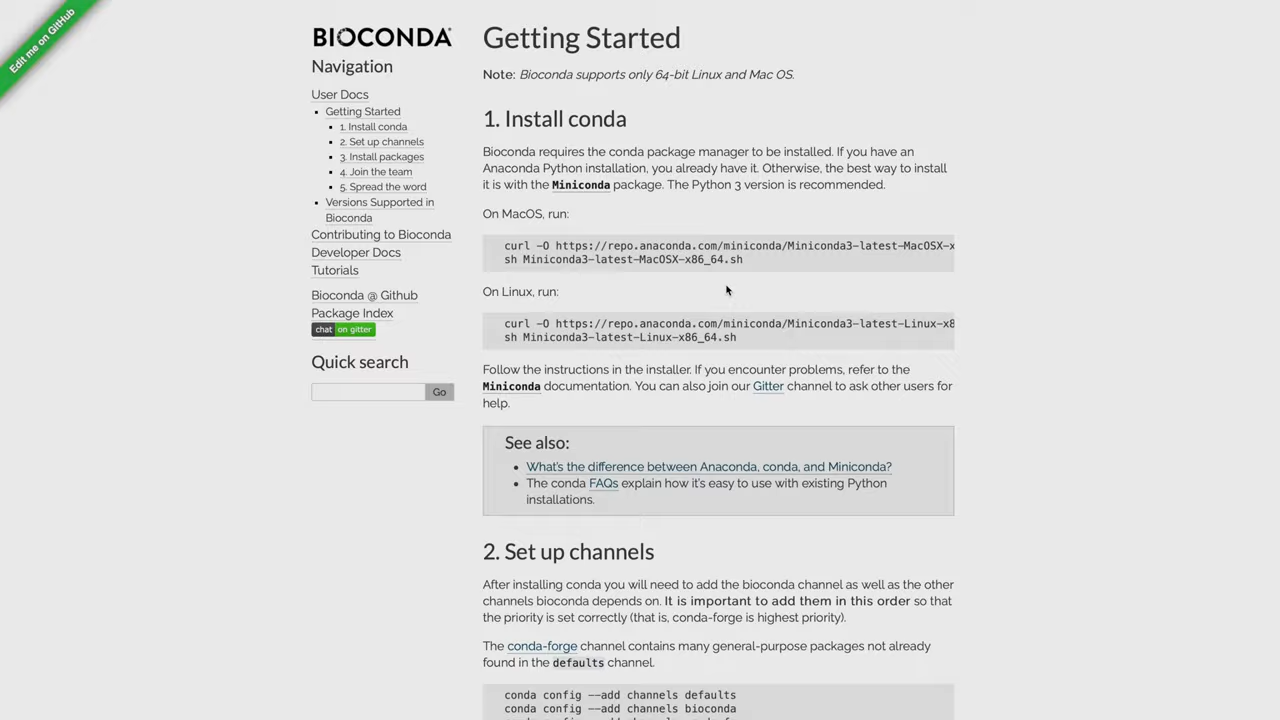 Edit me on GitHub
BIOCONDA®
Navigation
User Docs
Getting Started
1. Install conda
2. Set up channels
3. Install packages
4. Join the team
5. Spread the word
Versions Supported in
Bioconda
Contributing to Bioconda
Developer Docs
Tutorials
Bioconda @ Github
Package Index
chat on gitter
Quick search
Go
Getting Started
Note: Bioconda supports only 64-bit Linux and Mac OS.
1. Install conda
Bioconda requires the conda package manager to be installed. If you have an
Anaconda Python installation, you already have it. Otherwise, the best way to install
it is with the Miniconda package. The Python 3 version is recommended.
On MacOS, run:
curl -O https://repo.anaconda.com/miniconda/Miniconda3-latest-MacOSX-x
sh Miniconda3-latest-MacOSX-x86_64.sh
On Linux, run:
curl -O https://repo.anaconda.com/miniconda/Miniconda3-latest-Linux-x8
sh Miniconda3-latest-Linux-x86_64.sh
Follow the instructions in the installer. If you encounter problems, refer to the
Miniconda documentation. You can also join our Gitter channel to ask other users for
help.
See also:
What's the difference between Anaconda, conda, and Miniconda?
The conda FAQs explain how it's easy to use with existing Python
installations.
2. Set up channels
After installing conda you will need to add the bioconda channel as well as the other
channels bioconda depends on. It is important to add them in this order so that
the priority is set correctly (that is, conda-forge is highest priority).
The conda-forge channel contains many general-purpose packages not already
found in the defaults channel.
conda config --add channels defaults
conda config --add channels bioconda